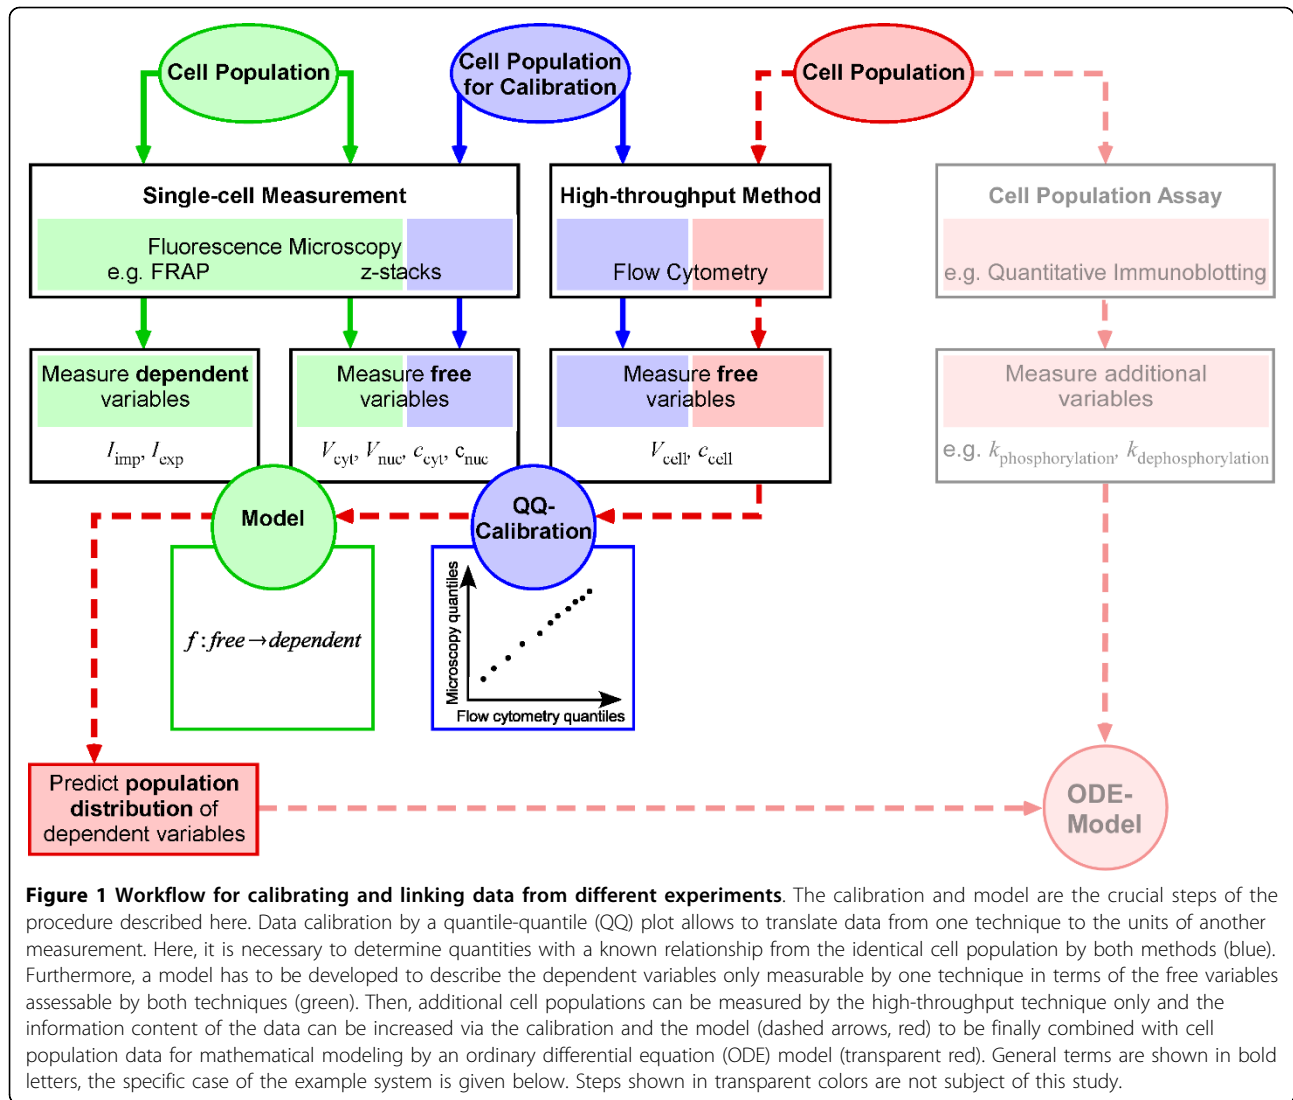 Cell Population
Cell Population
for Calibration
Cell Population
Single-cell Measurement
Fluorescence Microscopy
e.g. FRAP
z-stacks
High-throughput Method
Flow Cytometry
Cell Population Assay
e.g. Quantitative Immunoblotting
Measure dependent
variables
I_imp, I_exp
Measure free
variables
V_cyt, V_nuc, c_cyt, c_nuc
Measure free
variables
V_cell, c_cell
Measure additional
variables
e.g. k_phosphorylation, k_dephosphorylation
Model
f : free → dependent
QQ-
Calibration
Microscopy quantiles
Flow cytometry quantiles
Predict population
distribution of
dependent variables
ODE-
Model
Figure 1 Workflow for calibrating and linking data from different experiments. The calibration and model are the crucial steps of the
procedure described here. Data calibration by a quantile-quantile (QQ) plot allows to translate data from one technique to the units of another
measurement. Here, it is necessary to determine quantities with a known relationship from the identical cell population by both methods (blue).
Furthermore, a model has to be developed to describe the dependent variables only measurable by one technique in terms of the free variables
assessable by both techniques (green). Then, additional cell populations can be measured by the high-throughput technique only and the
information content of the data can be increased via the calibration and the model (dashed arrows, red) to be finally combined with cell
population data for mathematical modeling by an ordinary differential equation (ODE) model (transparent red). General terms are shown in bold
letters, the specific case of the example system is given below. Steps shown in transparent colors are not subject of this study.